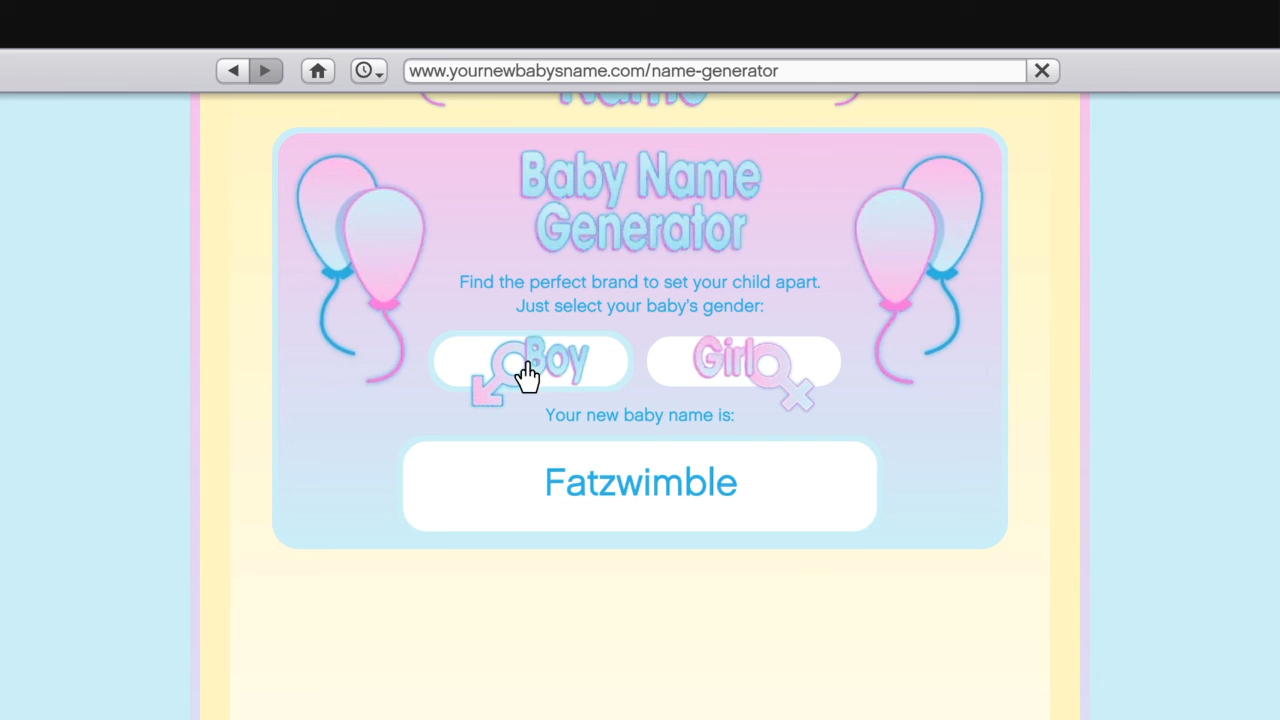 www.yournewbabysname.com/name-generator
Name
Baby Name
Generator
Find the perfect brand to set your child apart.
Just select your baby's gender:
Boy
Girl
Your new baby name is:
Fatzwimble